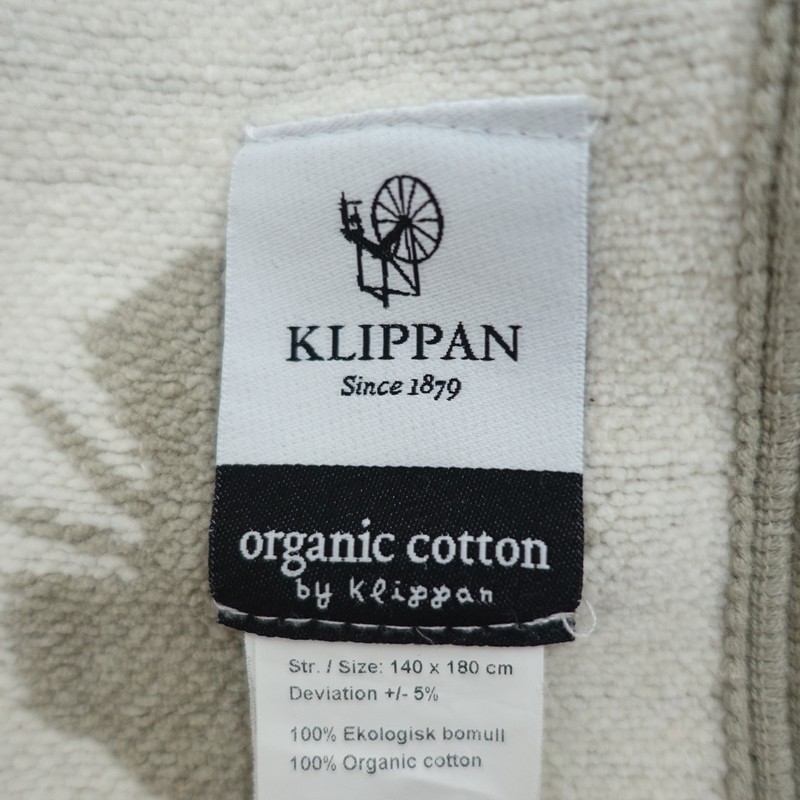 KLIPPAN
Since 1879
organic cotton
by klippan
Str. / Size: 140 x 180 cm
Deviation +/- 5%
100% Ekologisk bomull
100% Organic cotton